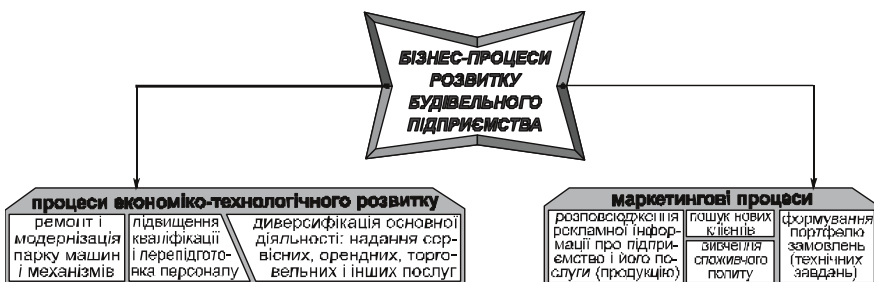 БІЗНЕС-ПРОЦЕСИ
РОЗВИТКУ
БУДІВЕЛЬНОГО
ПІДПРИЄМСТВА
процеси економіко-технологічного розвитку
ремонт і
модернізація
парку машин
і механізмів
підвищення
кваліфікації
і перепідгото-
вка персоналу
диверсифікація основної
діяльності: надання сер-
вісних, орендних, торго-
вельних і інших послуг
маркетингові процеси
розповсюдження
рекламної інфор-
мації про підпри-
ємство і його по-
слуги (продукцію)
пошук нових
клієнтів
вивчення
споживчого
попиту
формування
портфелю
замовлень
(технічних
завдань)